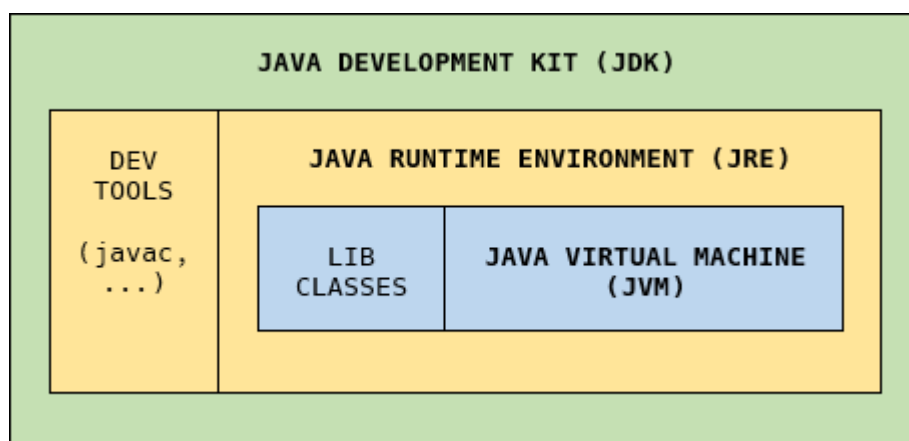 JAVA DEVELOPMENT KIT (JDK)
DEV
TOOLS
(javac,
...)
JAVA RUNTIME ENVIRONMENT (JRE)
LIB
CLASSES
JAVA VIRTUAL MACHINE
(JVM)